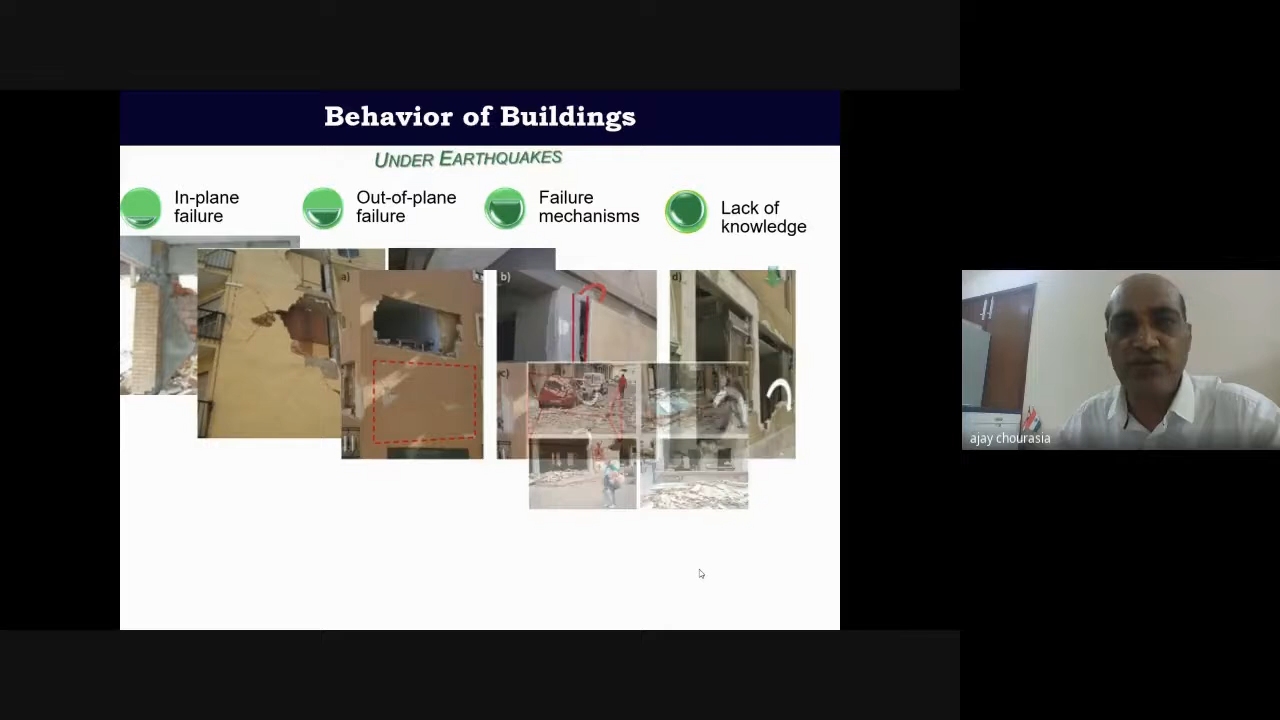 Behavior of Buildings
UNDER EARTHQUAKES
In-plane
failure
Out-of-plane
failure
Failure
mechanisms
Lack of
knowledge
a)
b)
d)
c)
ajay chourasia